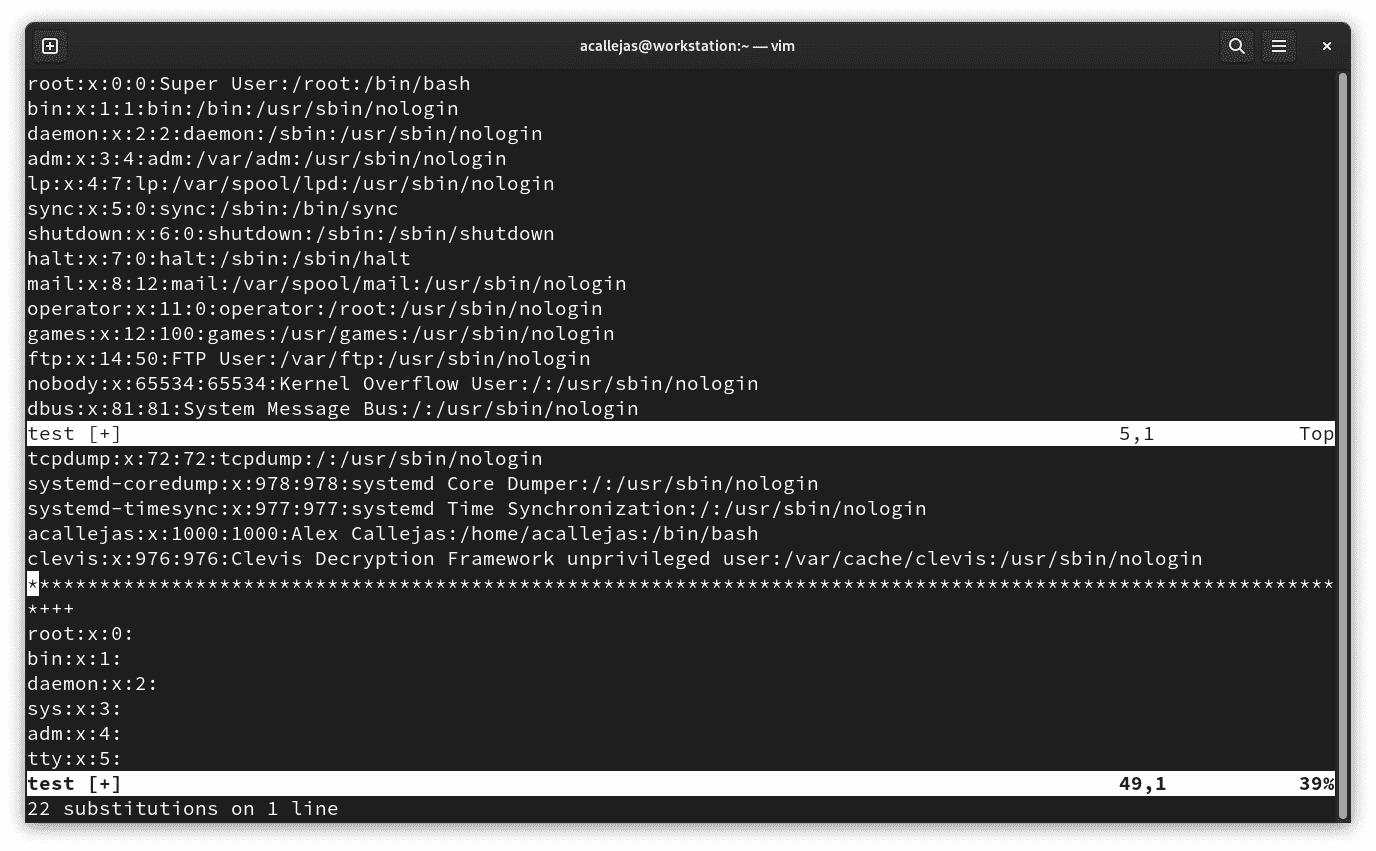 acallejas@workstation:~ — vim
root:x:0:0:Super User:/root:/bin/bash
bin:x:1:1:bin:/bin:/usr/sbin/nologin
daemon:x:2:2:daemon:/sbin:/usr/sbin/nologin
adm:x:3:4:adm:/var/adm:/usr/sbin/nologin
lp:x:4:7:lp:/var/spool/lpd:/usr/sbin/nologin
sync:x:5:0:sync:/sbin:/bin/sync
shutdown:x:6:0:shutdown:/sbin:/sbin/shutdown
halt:x:7:0:halt:/sbin:/sbin/halt
mail:x:8:12:mail:/var/spool/mail:/usr/sbin/nologin
operator:x:11:0:operator:/root:/usr/sbin/nologin
games:x:12:100:games:/usr/games:/usr/sbin/nologin
ftp:x:14:50:FTP User:/var/ftp:/usr/sbin/nologin
nobody:x:65534:65534:Kernel Overflow User:/:/usr/sbin/nologin
dbus:x:81:81:System Message Bus:/:/usr/sbin/nologin
test [+] 5,1 Top
tcpdump:x:72:72:tcpdump:/:/usr/sbin/nologin
systemd-coredump:x:978:978:systemd Core Dumper:/:/usr/sbin/nologin
systemd-timesync:x:977:977:systemd Time Synchronization:/:/usr/sbin/nologin
acallejas:x:1000:1000:Alex Callejas:/home/acallejas:/bin/bash
clevis:x:976:976:Clevis Decryption Framework unprivileged user:/var/cache/clevis:/usr/sbin/nologin
*************************************************************************************************************
*+++
root:x:0:
bin:x:1:
daemon:x:2:
sys:x:3:
adm:x:4:
tty:x:5:
test [+] 49,1 39%
22 substitutions on 1 line